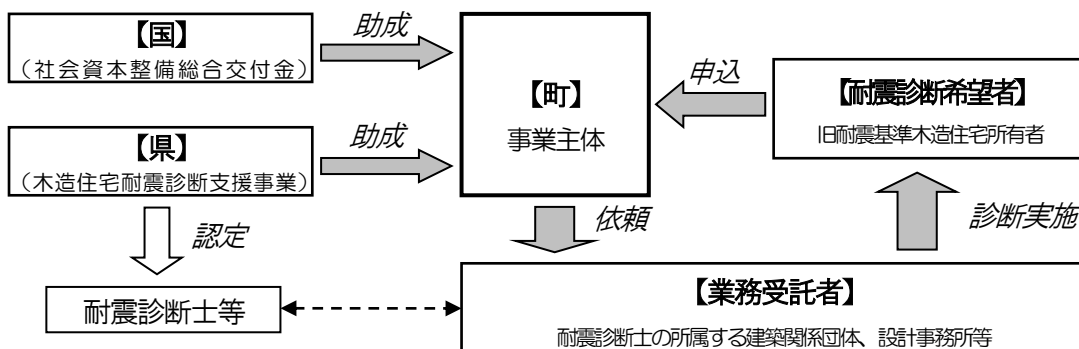 【国】
（社会資本整備総合交付金）
助成
【県】
（木造住宅耐震診断支援事業）
助成
【町】
事業主体
申込
【耐震診断希望者】
旧耐震基準木造住宅所有者
認定
依頼
診断実施
耐震診断士等
【業務受託者】
耐震診断士の所属する建築関係団体、設計事務所等